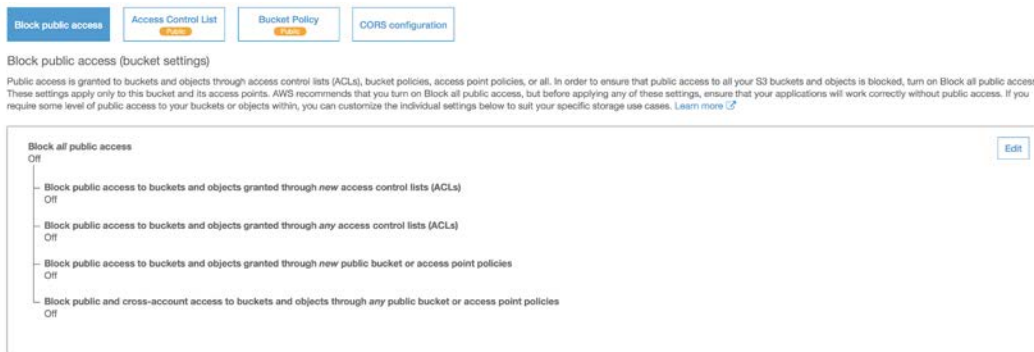 Block public access
Access Control List
Public
Bucket Policy
Public
CORS configuration
Block public access (bucket settings)
Public access is granted to buckets and objects through access control lists (ACLs), bucket policies, access point policies, or all. In order to ensure that public access to all your S3 buckets and objects is blocked, turn on Block all public access.
These settings apply only to this bucket and its access points. AWS recommends that you turn on Block all public access, but before applying any of these settings, ensure that your applications will work correctly without public access. If you
require some level of public access to your buckets or objects within, you can customize the individual settings below to suit your specific storage use cases. Learn more
Block all public access
Edit
Off
Block public access to buckets and objects granted through new access control lists (ACLs)
Off
Block public access to buckets and objects granted through any access control lists (ACLs)
Off
Block public access to buckets and objects granted through new public bucket or access point policies
Off
Block public and cross-account access to buckets and objects through any public bucket or access point policies
Off